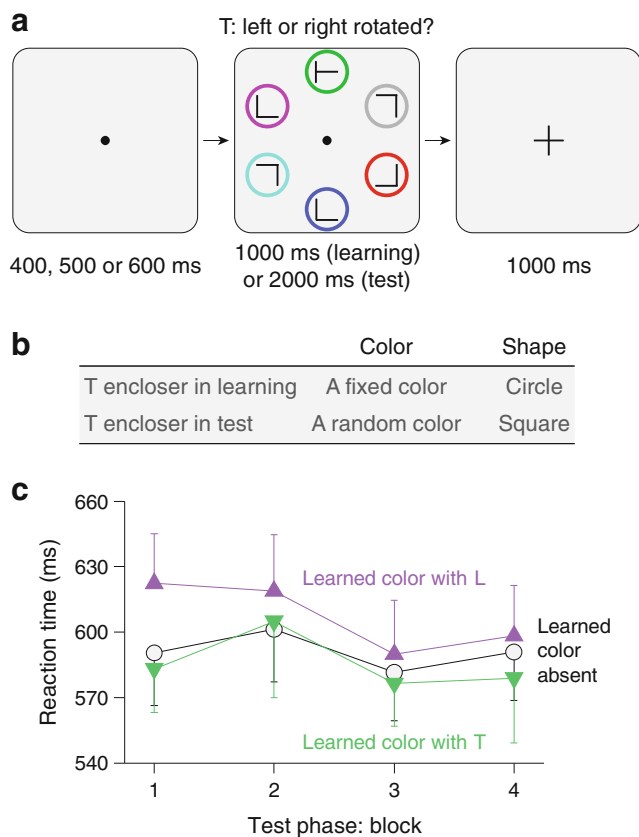 a
T: left or right rotated?
400, 500 or 600 ms
1000 ms (learning)
or 2000 ms (test)
1000 ms
b
Color Shape
T encloser in learning A fixed color Circle
T encloser in test A random color Square
c
660
630
600
570
540
Reaction time (ms)
Learned color with L
Learned
color
absent
Learned color with T
1 2 3 4
Test phase: block